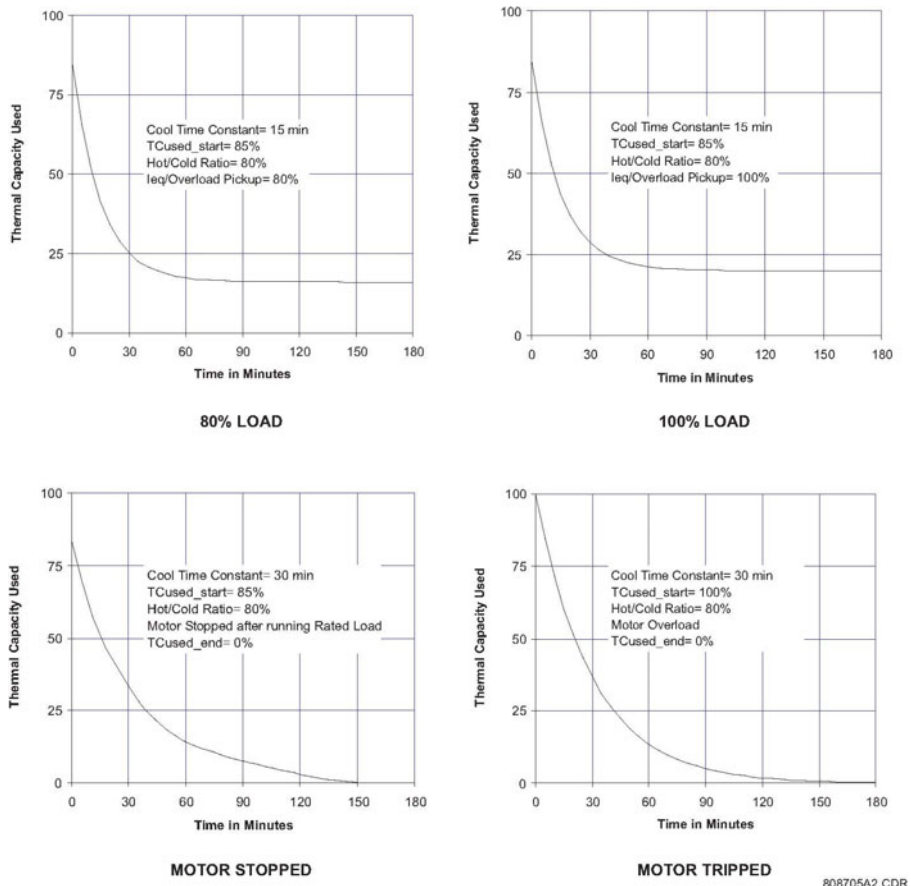 100
75
50
25
0
Thermal Capacity Used
Cool Time Constant= 15 min
TCused_start= 85%
Hot/Cold Ratio= 80%
Ieq/Overload Pickup= 80%
0 30 60 90 120 150 180
Time in Minutes
80% LOAD
100
75
50
25
0
Thermal Capacity Used
Cool Time Constant= 15 min
TCused_start= 85%
Hot/Cold Ratio= 80%
Ieq/Overload Pickup= 100%
0 30 60 90 120 150 180
Time in Minutes
100% LOAD
100
75
50
25
0
Thermal Capacity Used
Cool Time Constant= 30 min
TCused_start= 85%
Hot/Cold Ratio= 80%
Motor Stopped after running Rated Load
TCused_end= 0%
0 30 60 90 120 150 180
Time in Minutes
MOTOR STOPPED
100
75
50
25
0
Thermal Capacity Used
Cool Time Constant= 30 min
TCused_start= 100%
Hot/Cold Ratio= 80%
Motor Overload
TCused_end= 0%
0 30 60 90 120 150 180
Time in Minutes
MOTOR TRIPPED
808705A2.CDR